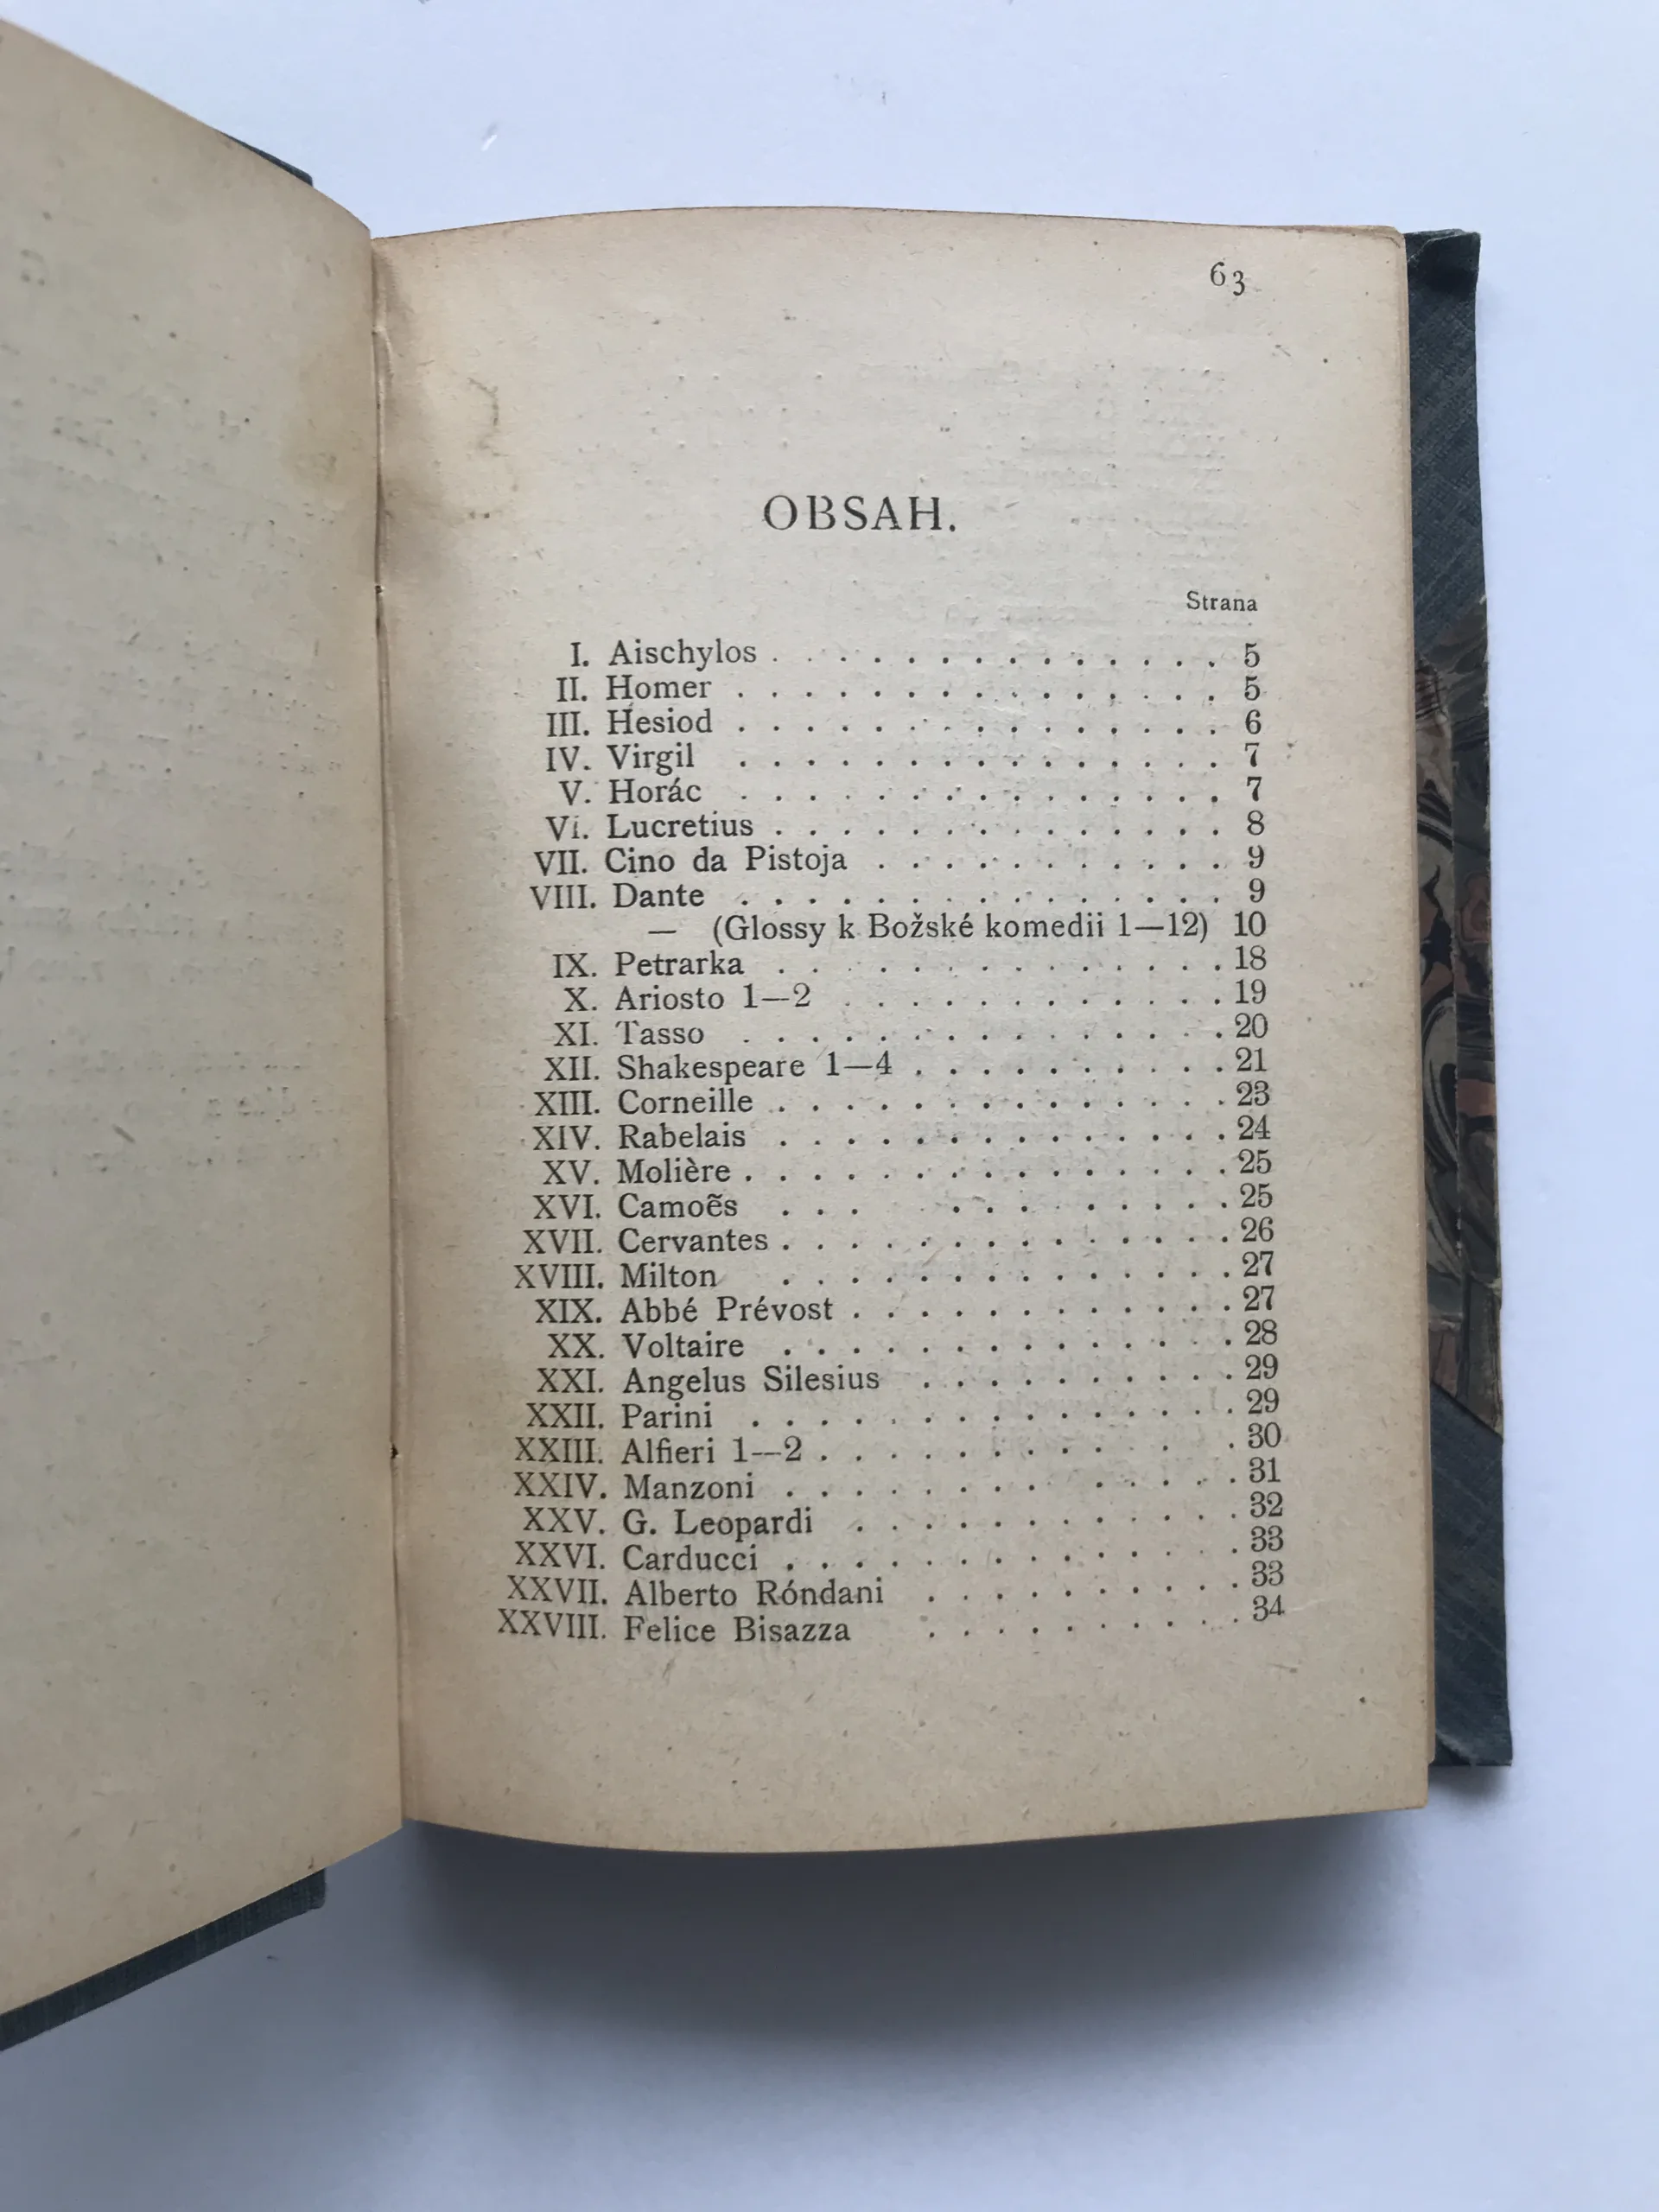 63
OBSAH.
Strana
I. Aischylos . . . . . . . . . . . . . . 5
II. Homer . . . . . . . . . . . . . . . 5
III. Hesiod . . . . . . . . . . . . . . . 6
IV. Virgil . . . . . . . . . . . . . . . 7
V. Horác . . . . . . . . . . . . . . . 7
Vi. Lucretius . . . . . . . . . . . . . . 8
VII. Cino da Pistoja . . . . . . . . . . . 9
VIII. Dante . . . . . . . . . . . . . . . 9
— (Glossy k Božské komedii 1—12) 10
IX. Petrarka . . . . . . . . . . . . . . 18
X. Ariosto 1—2 . . . . . . . . . . . . 19
XI. Tasso . . . . . . . . . . . . . . . 20
XII. Shakespeare 1—4 . . . . . . . . . . 21
XIII. Corneille . . . . . . . . . . . . . . 23
XIV. Rabelais . . . . . . . . . . . . . . 24
XV. Molière . . . . . . . . . . . . . . . 25
XVI. Camoẽs . . . . . . . . . . . . 25
XVII. Cervantes . . . . . . . . . . . . . . 26
XVIII. Milton . . . . . . . . . . . . . . 27
XIX. Abbé Prévost . . . . . . . . . . . . 27
XX. Voltaire . . . . . . . . . . . . . . 28
XXI. Angelus Silesius . . . . . . . . . . 29
XXII. Parini . . . . . . . . . . . . . . . 29
XXIII. Alfieri 1—2 . . . . . . . . . . . 30
XXIV. Manzoni . . . . . . . . . . . . . 31
XXV. G. Leopardi . . . . . . . . . . . . 32
XXVI. Carducci . . . . . . . . . . . . . . 33
XXVII. Alberto Róndani . . . . . . . . . . 33
XXVIII. Felice Bisazza . . . . . . . . . . 34